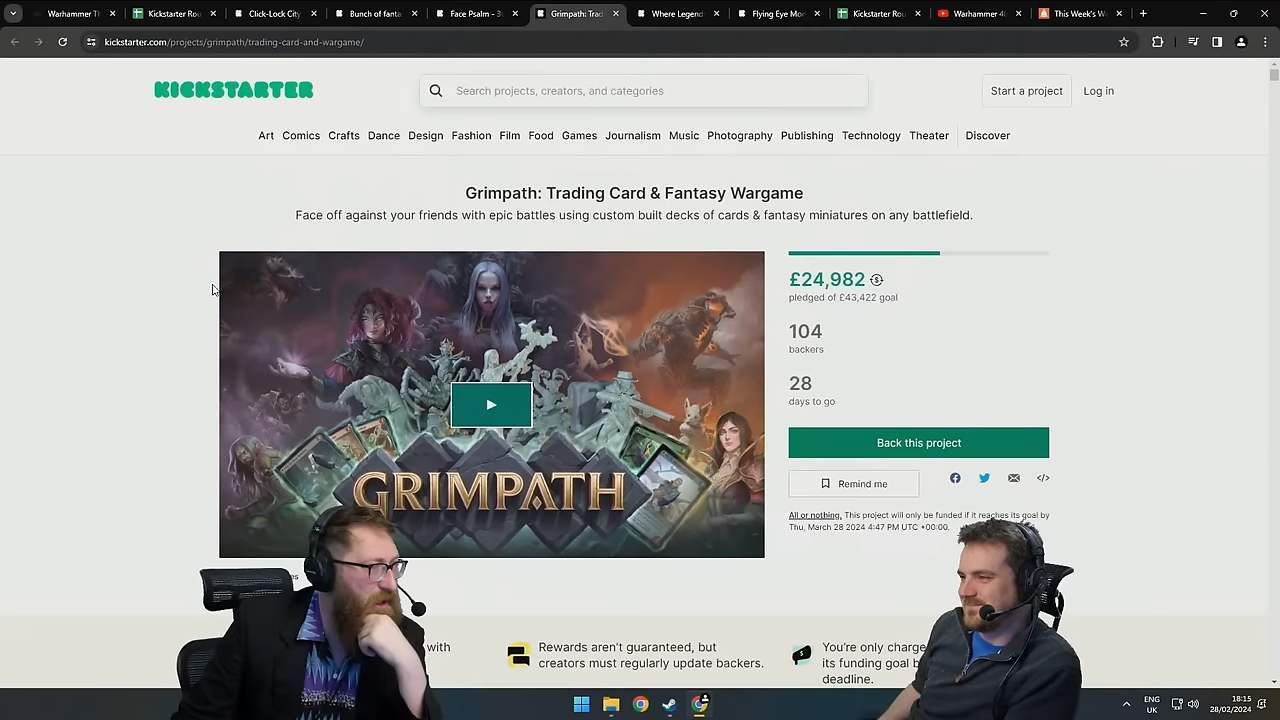 Warhammer T
Kickstarter Rou
Click-Lock City
Bunch of fanta
Face Psalm - 3
Grimpath: Trad
Where Legend
Flying Eye Mo
Kickstarter Rou
Warhammer 4
This Week's W
kickstarter.com/projects/grimpath/trading-card-and-wargame/
KICKSTARTER
Search projects, creators, and categories
Start a project
Log in
Art Comics Crafts Dance Design Fashion Film Food Games Journalism Music Photography Publishing Technology Theater Discover
Grimpath: Trading Card & Fantasy Wargame
Face off against your friends with epic battles using custom built decks of cards & fantasy miniatures on any battlefield.
GRIMPATH
£24,982
pledged of £43,422 goal
104
backers
28
days to go
Back this project
Remind me
All or nothing. This project will only be funded if it reaches its goal by
Thu, March 28 2024 4:47 PM UTC +00:00.
with
Rewards aren't guaranteed, but
creators must regularly update backers.
You're only charge
its funding goal b
deadline.
ENG
UK
18:15
28/02/2024